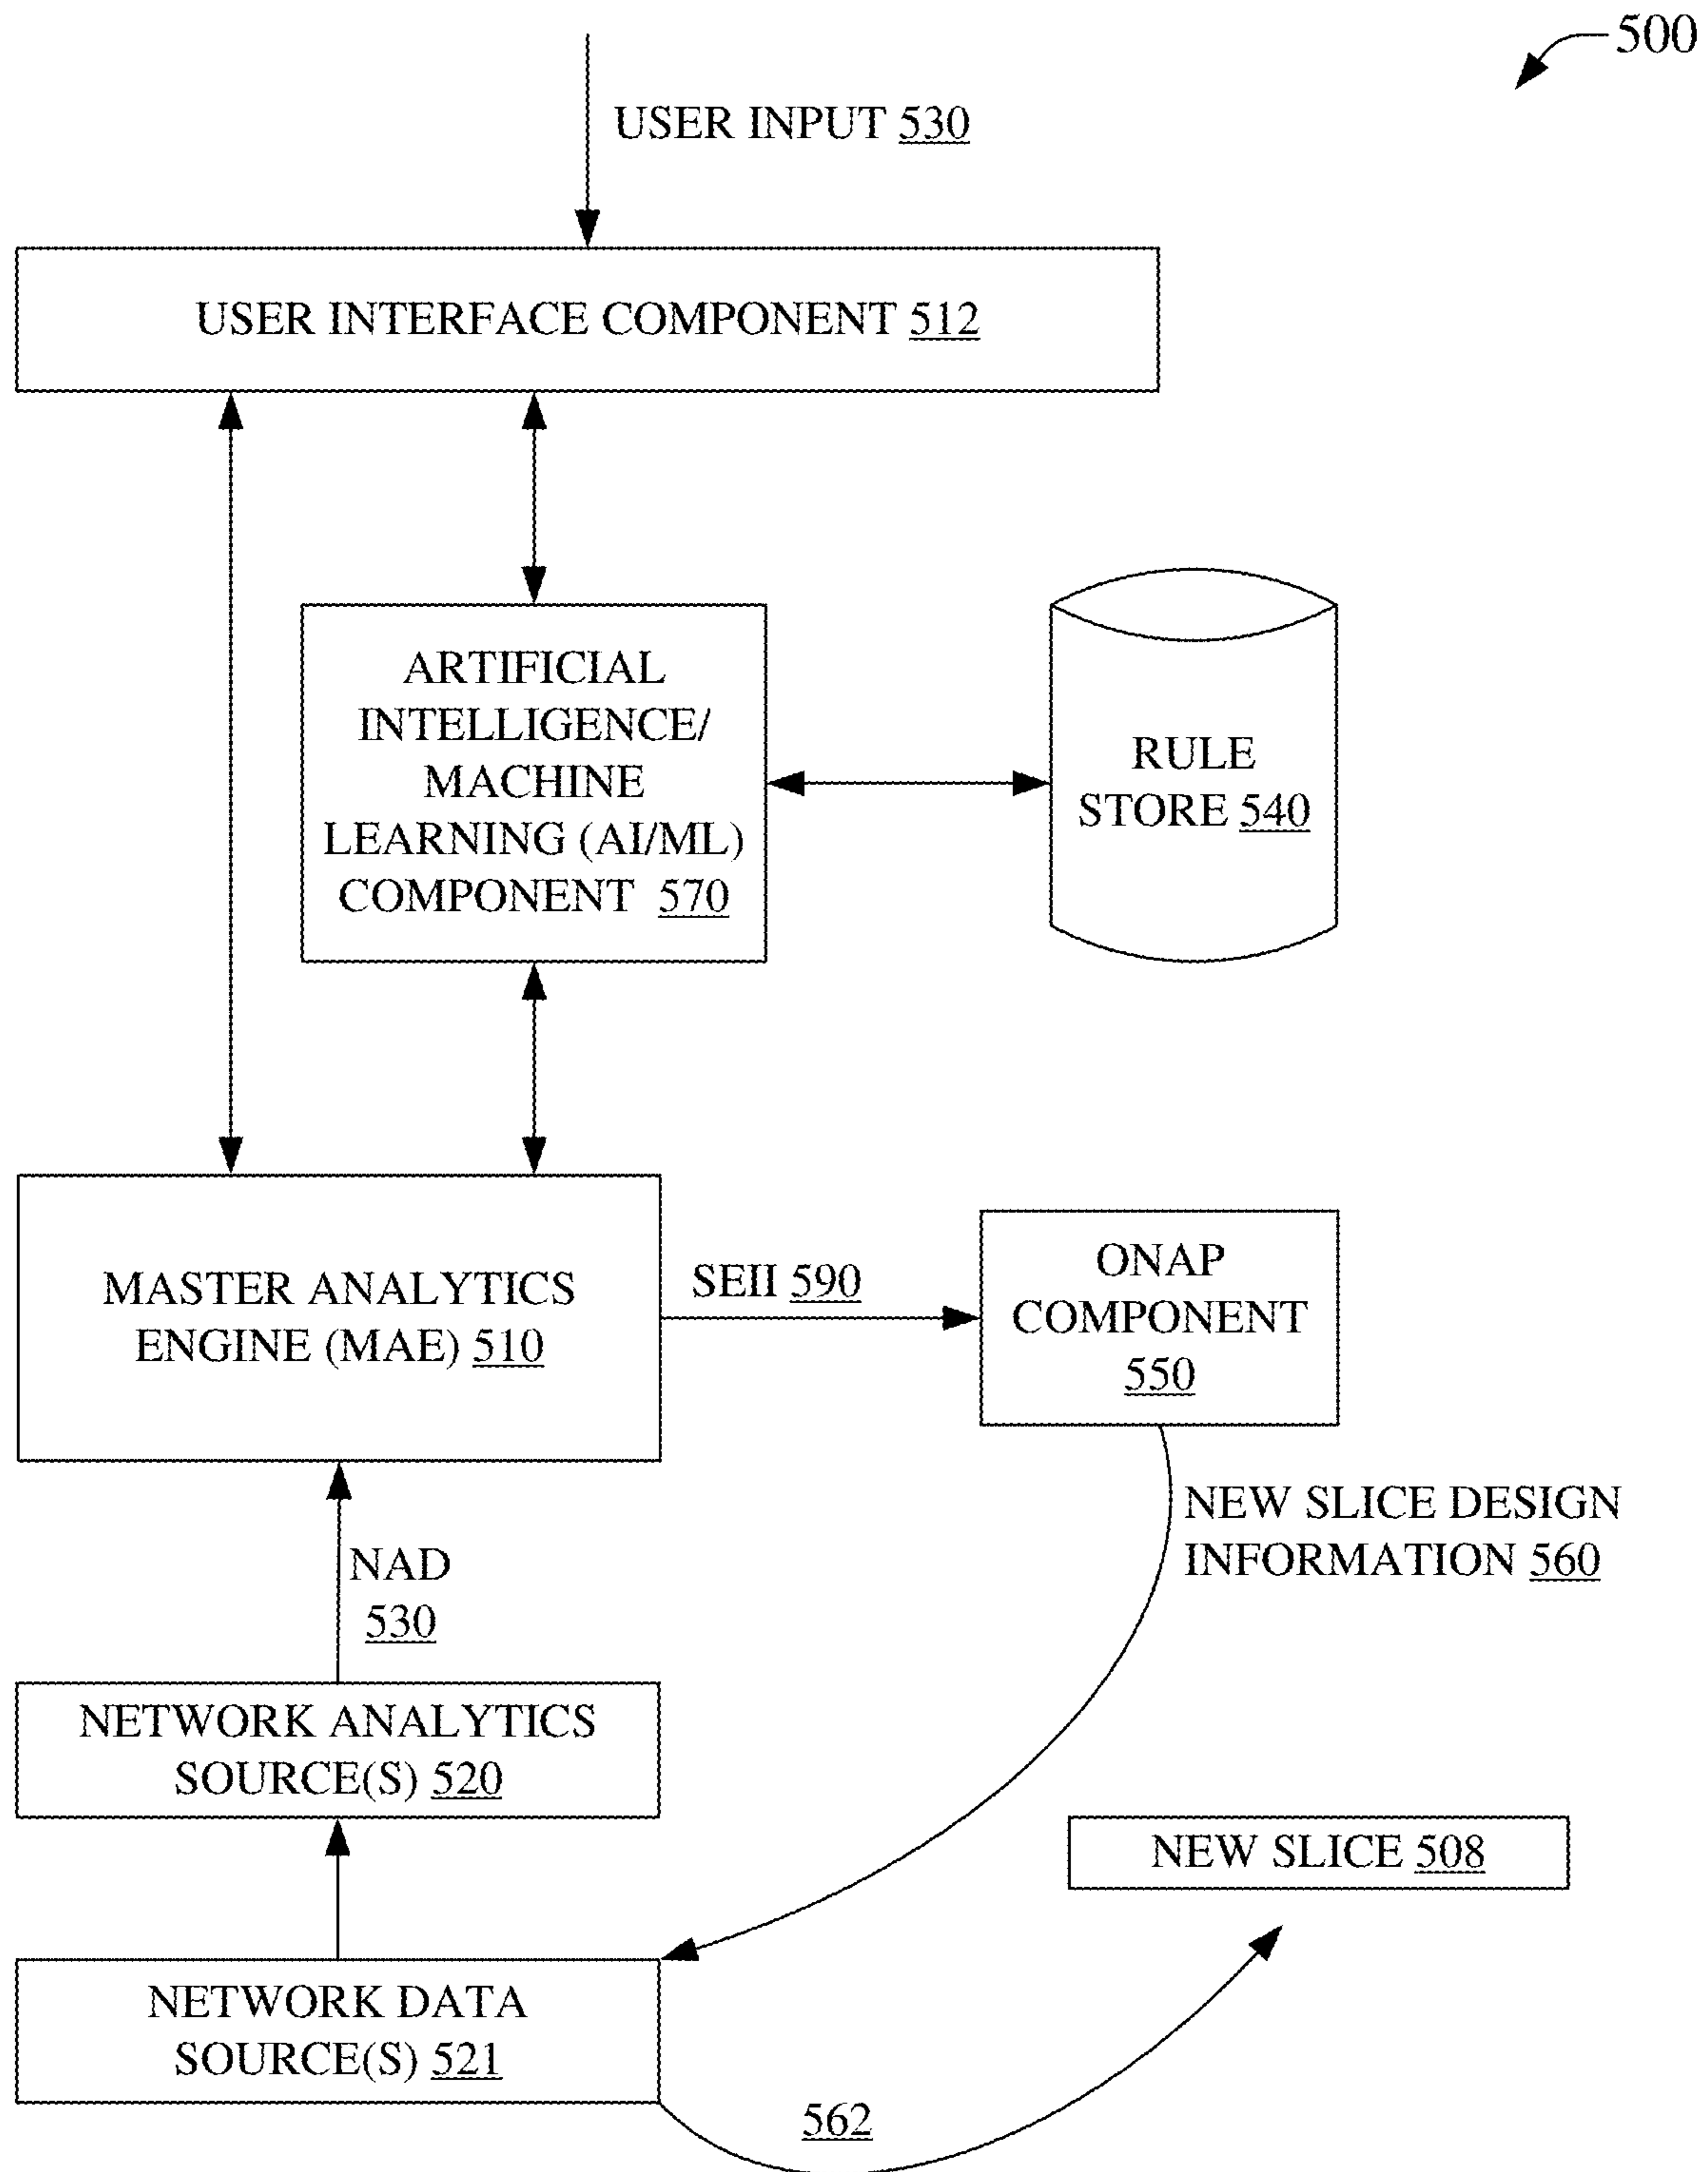 500
USER INPUT 530
USER INTERFACE COMPONENT 512
ARTIFICIAL
INTELLIGENCE/
MACHINE
LEARNING (AI/ML)
COMPONENT 570
RULE
STORE 540
MASTER ANALYTICS
ENGINE (MAE) 510
SEII 590
ONAP
COMPONENT
550
NEW SLICE DESIGN
INFORMATION 560
NAD
530
NETWORK ANALYTICS
SOURCE(S) 520
NEW SLICE 508
NETWORK DATA
SOURCE(S) 521
562